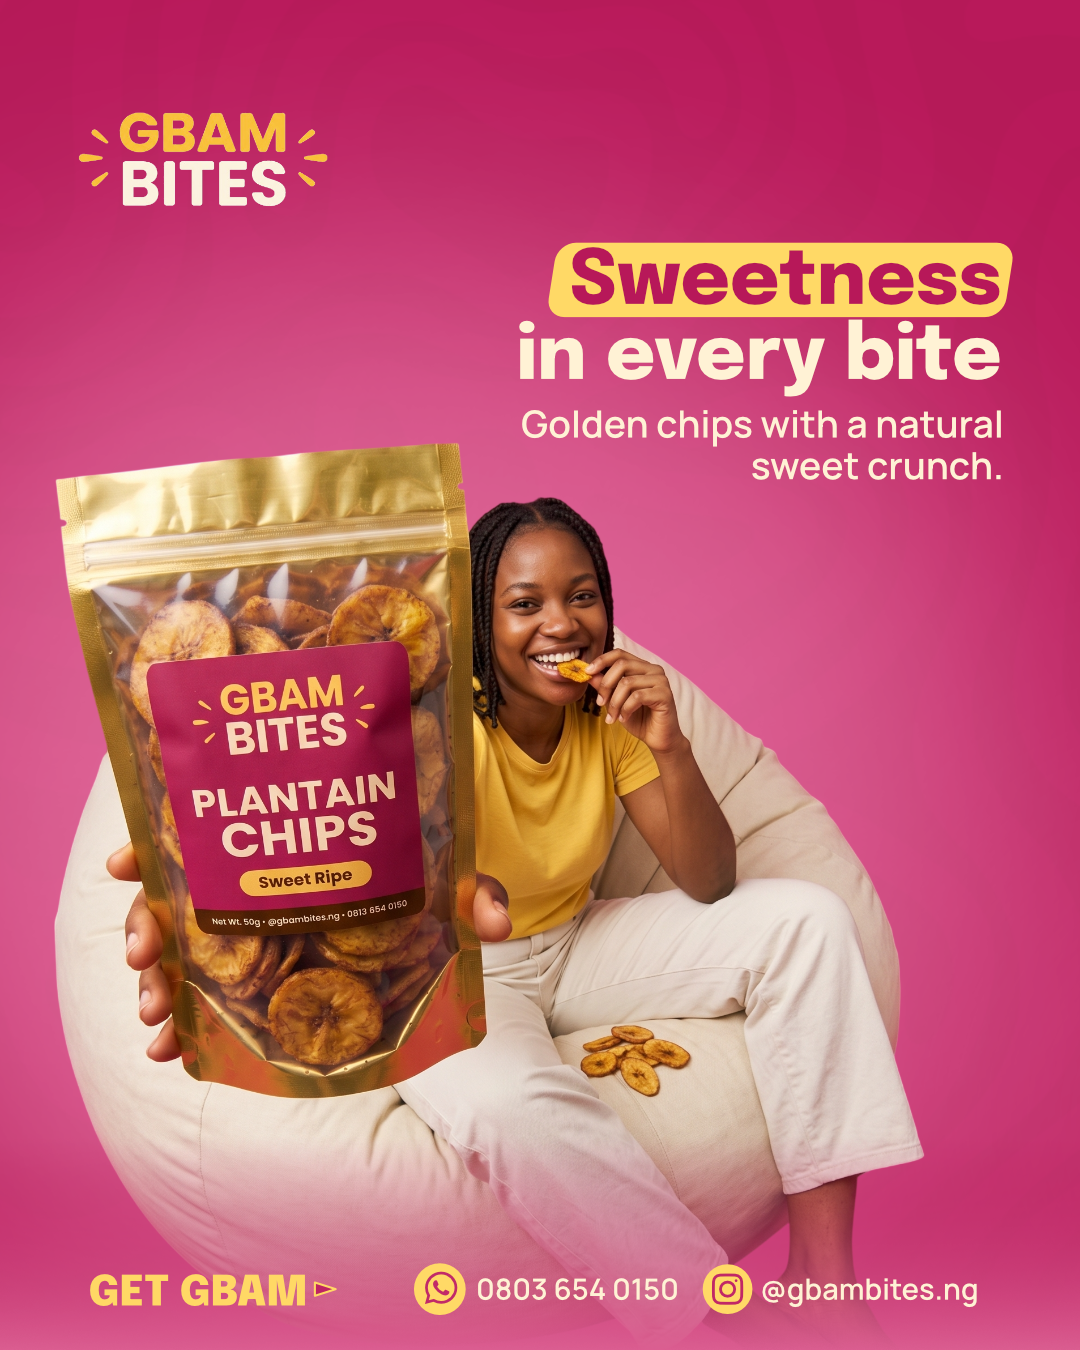 GBAM
BITES
Sweetness
in every bite
Golden chips with a natural
sweet crunch.
GBAM
BITES
PLANTAIN
CHIPS
Sweet Ripe
Net Wt. 50g • @gbambites.ng • 0813 654 0150
GET GBAM
0803 654 0150
@gbambites.ng